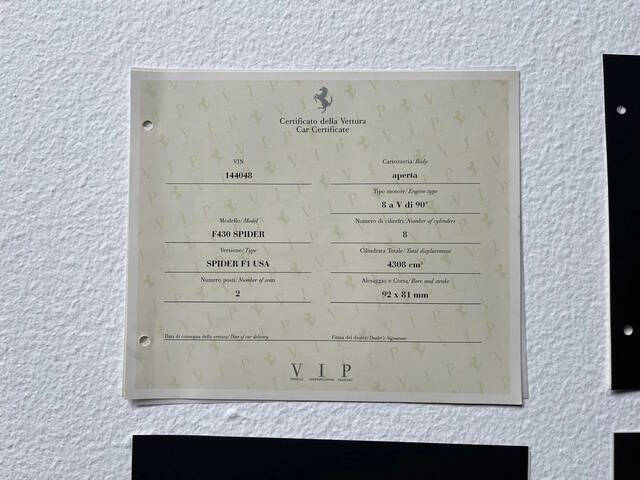 Certificato della Vettura
Car Certificate
VIN
144048
Carrozzeria/Body
aperta
Tipo motore/Engine type
8 a V di 90°
Modello/Model
F430 SPIDER
Numero di cilindri/Number of cylinders
8
Versione/Type
SPIDER F1 USA
Cilindrata Totale/Total displacement
4308 cm³
Numero posti/Number of seats
2
Alesaggio e Corsa/Bore and stroke
92 x 81 mm
Data di consegna della vettura/Date of car delivery
Firma del dealer/Dealer's Signature
V I P
VEHICLE IDENTIFICATION PASSPORT